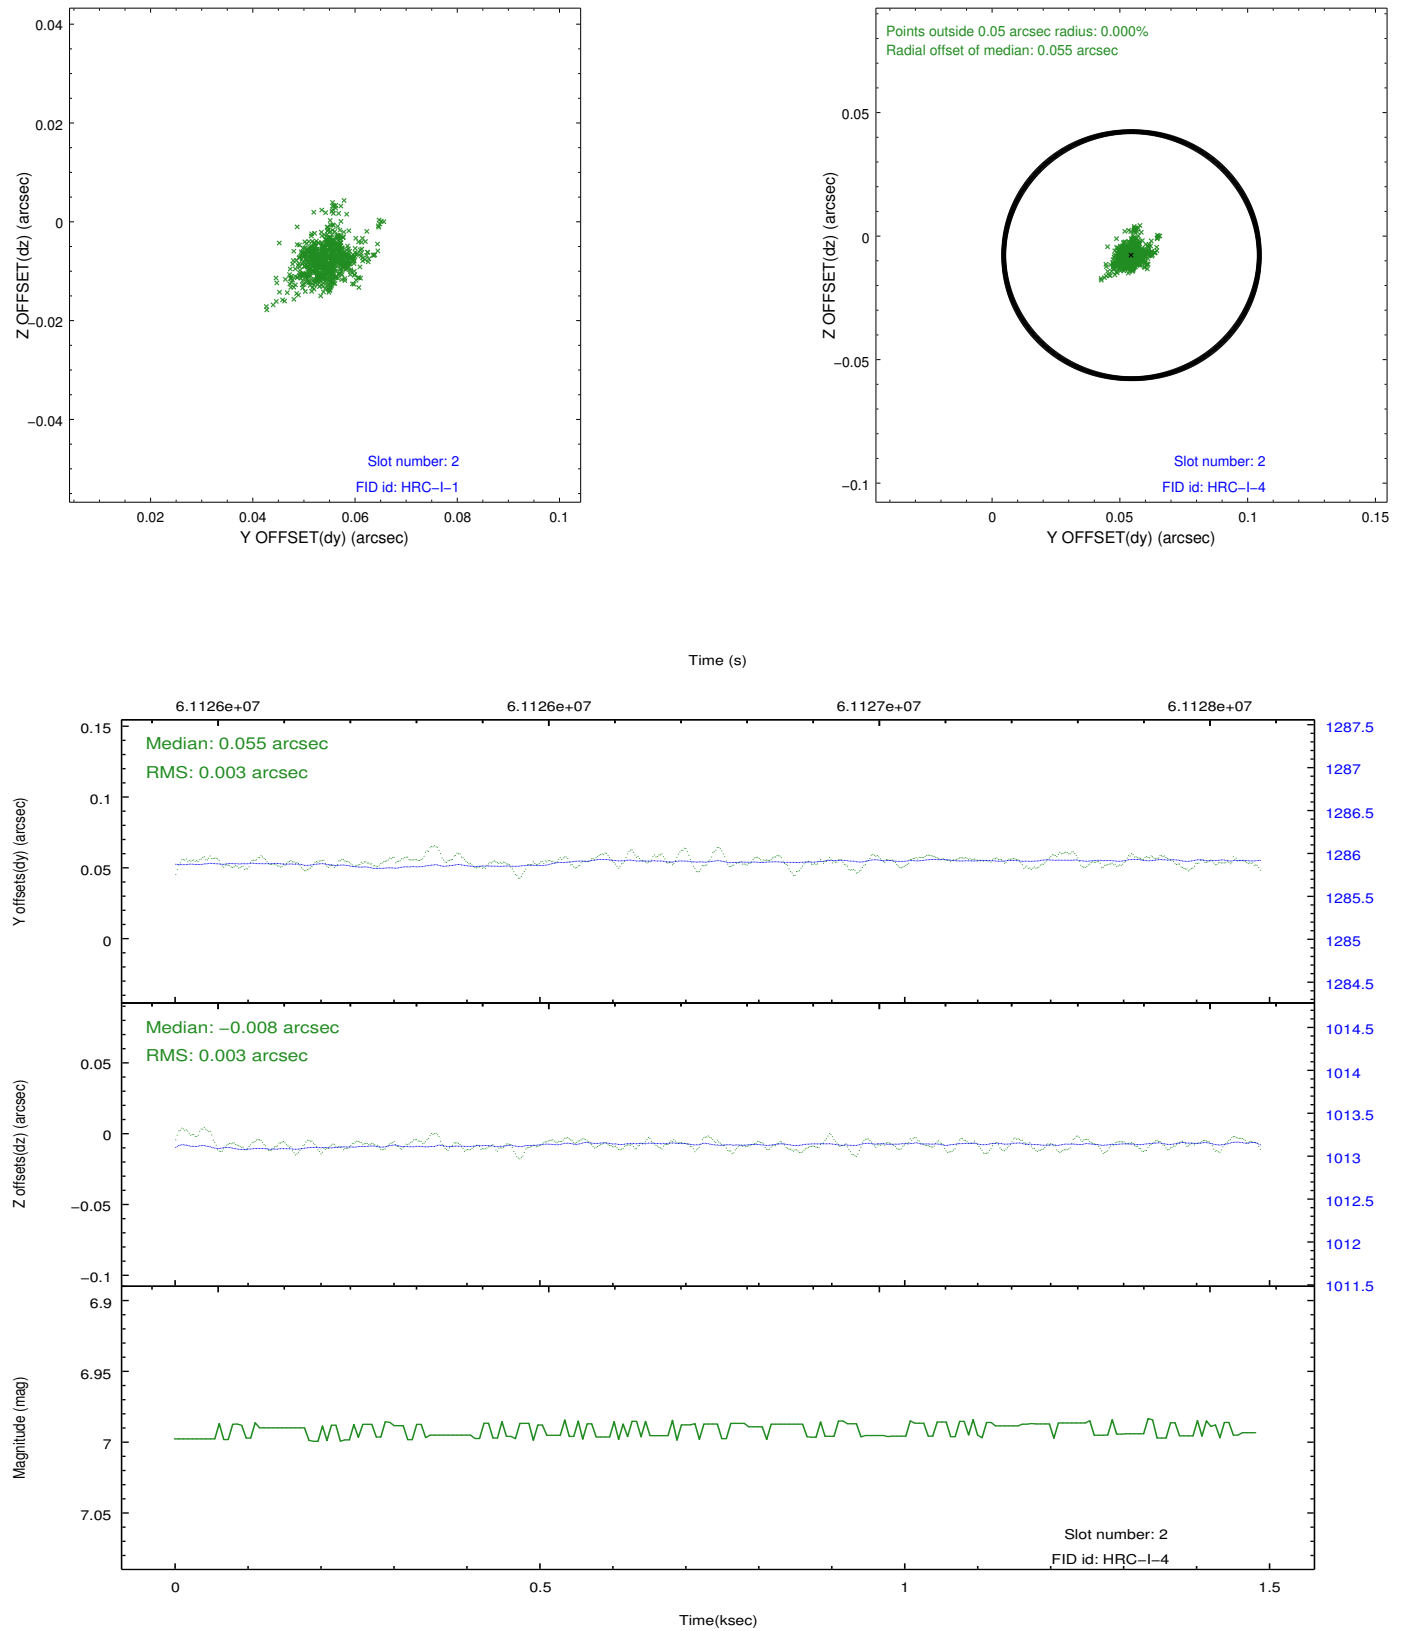 0.04
0.02
0
−0.02
−0.04
Z OFFSET(dz) (arcsec)
Slot number: 2
FID id: HRC−I−1
0.02 0.04 0.06 0.08 0.1
Y OFFSET(dy) (arcsec)
Points outside 0.05 arcsec radius: 0.000%
Radial offset of median: 0.055 arcsec
0.05
0
−0.05
−0.1
Z OFFSET(dz) (arcsec)
Slot number: 2
FID id: HRC−I−4
0 0.05 0.1 0.15
Y OFFSET(dy) (arcsec)
Time (s)
6.1126e+07 6.1126e+07 6.1127e+07 6.1128e+07
Median: 0.055 arcsec
RMS: 0.003 arcsec
0.15
0.1
0.05
0
Y offsets(dy) (arcsec)
1287.5
1287
1286.5
1286
1285.5
1285
1284.5
Median: −0.008 arcsec
RMS: 0.003 arcsec
0.05
0
−0.05
−0.1
Z offsets(dz) (arcsec)
1014.5
1014
1013.5
1013
1012.5
1012
1011.5
6.9
6.95
7
7.05
Magnitude (mag)
Slot number: 2
FID id: HRC−I−4
0 0.5 1 1.5
Time(ksec)